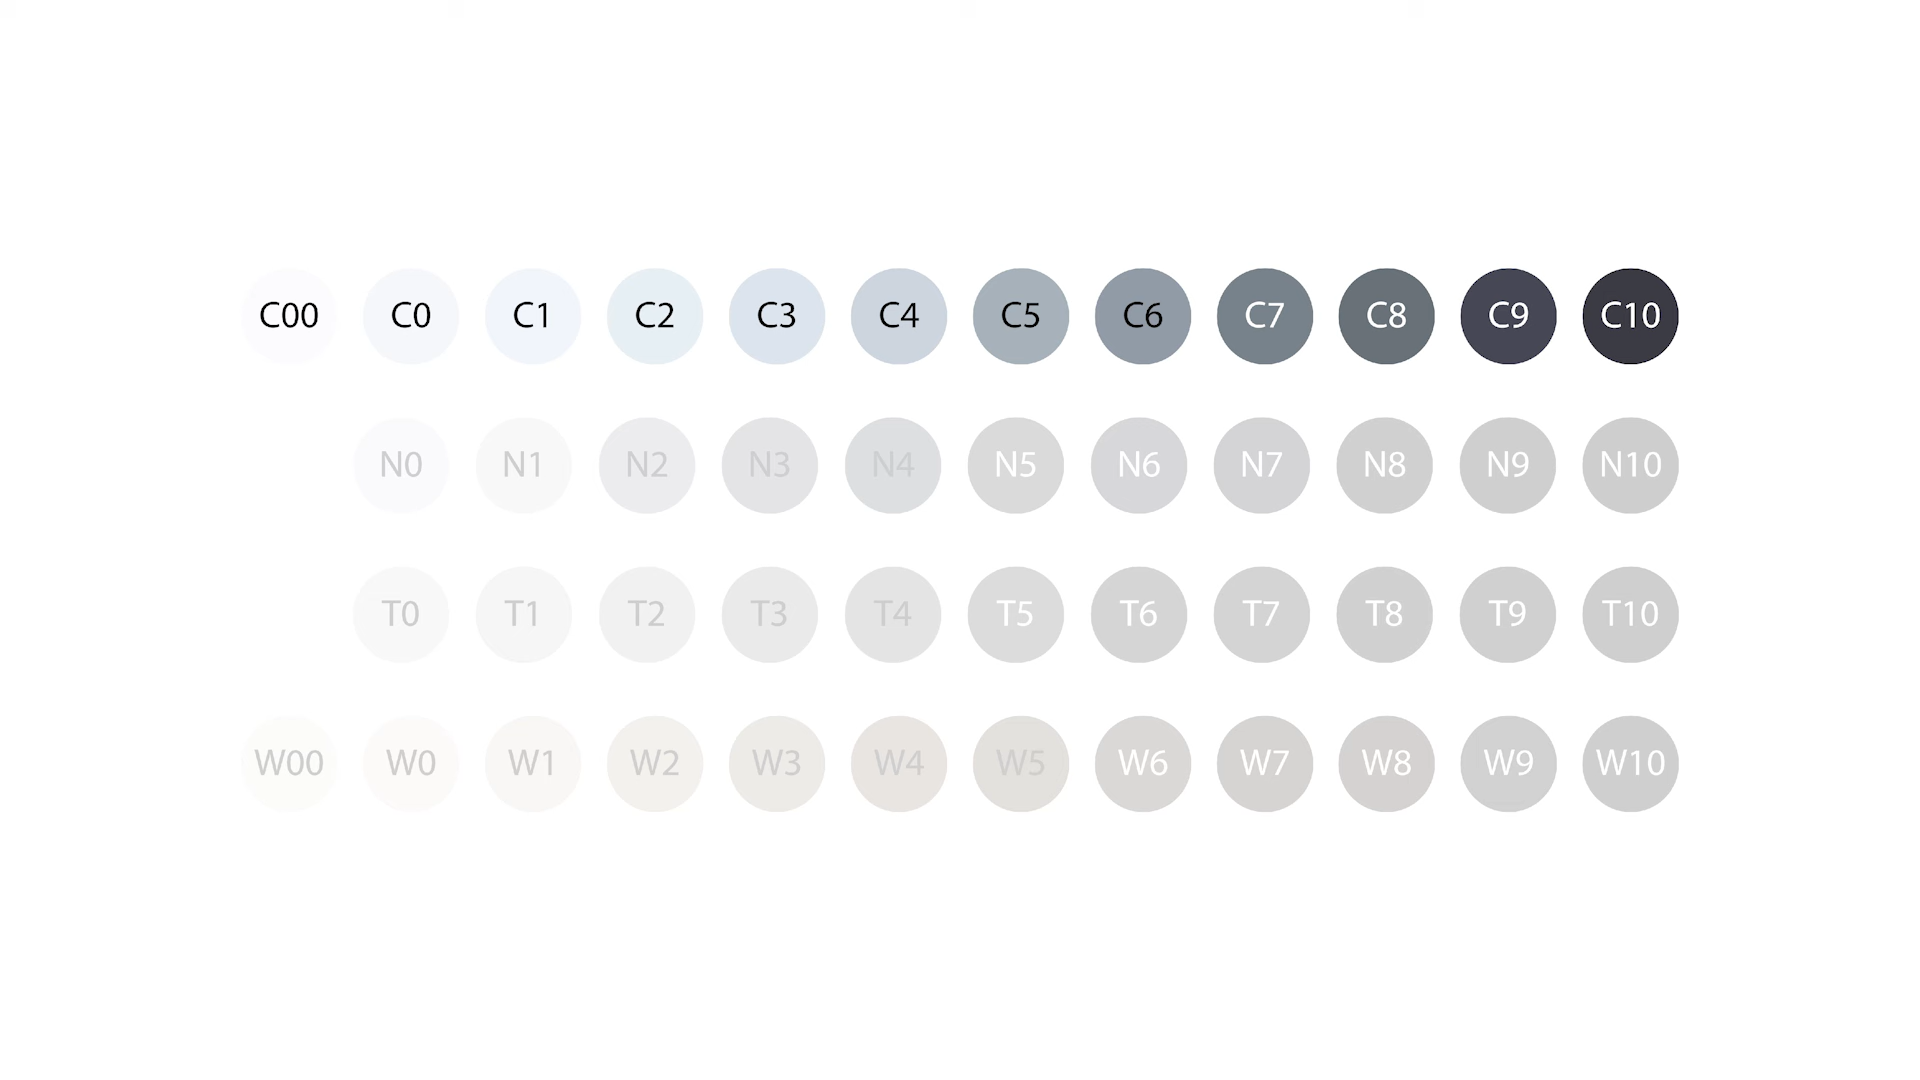 C00 C0 C1 C2 C3 C4 C5 C6 C7 C8 C9 C10
N0 N1 N2 N3 N4 N5 N6 N7 N8 N9 N10
T0 T1 T2 T3 T4 T5 T6 T7 T8 T9 T10
W00 W0 W1 W2 W3 W4 W5 W6 W7 W8 W9 W10